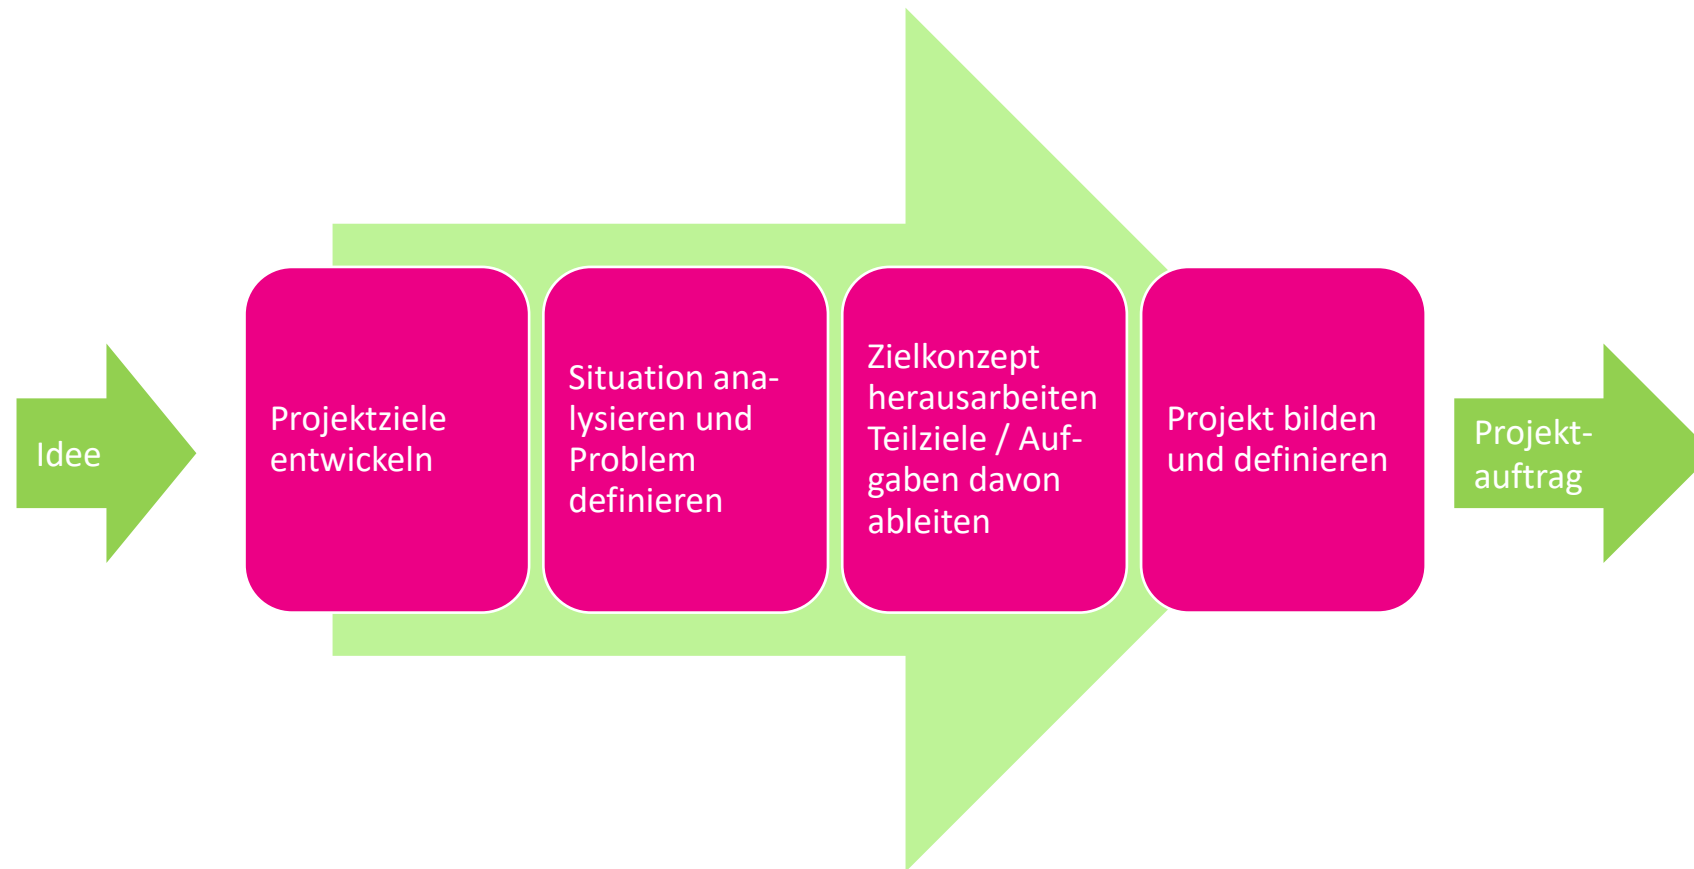 Idee
Projektziele
entwickeln
Situation ana-
lysieren und
Problem
definieren
Zielkonzept
herausarbeiten
Teilziele / Auf-
gaben davon
ableiten
Projekt bilden
und definieren
Projekt-
auftrag